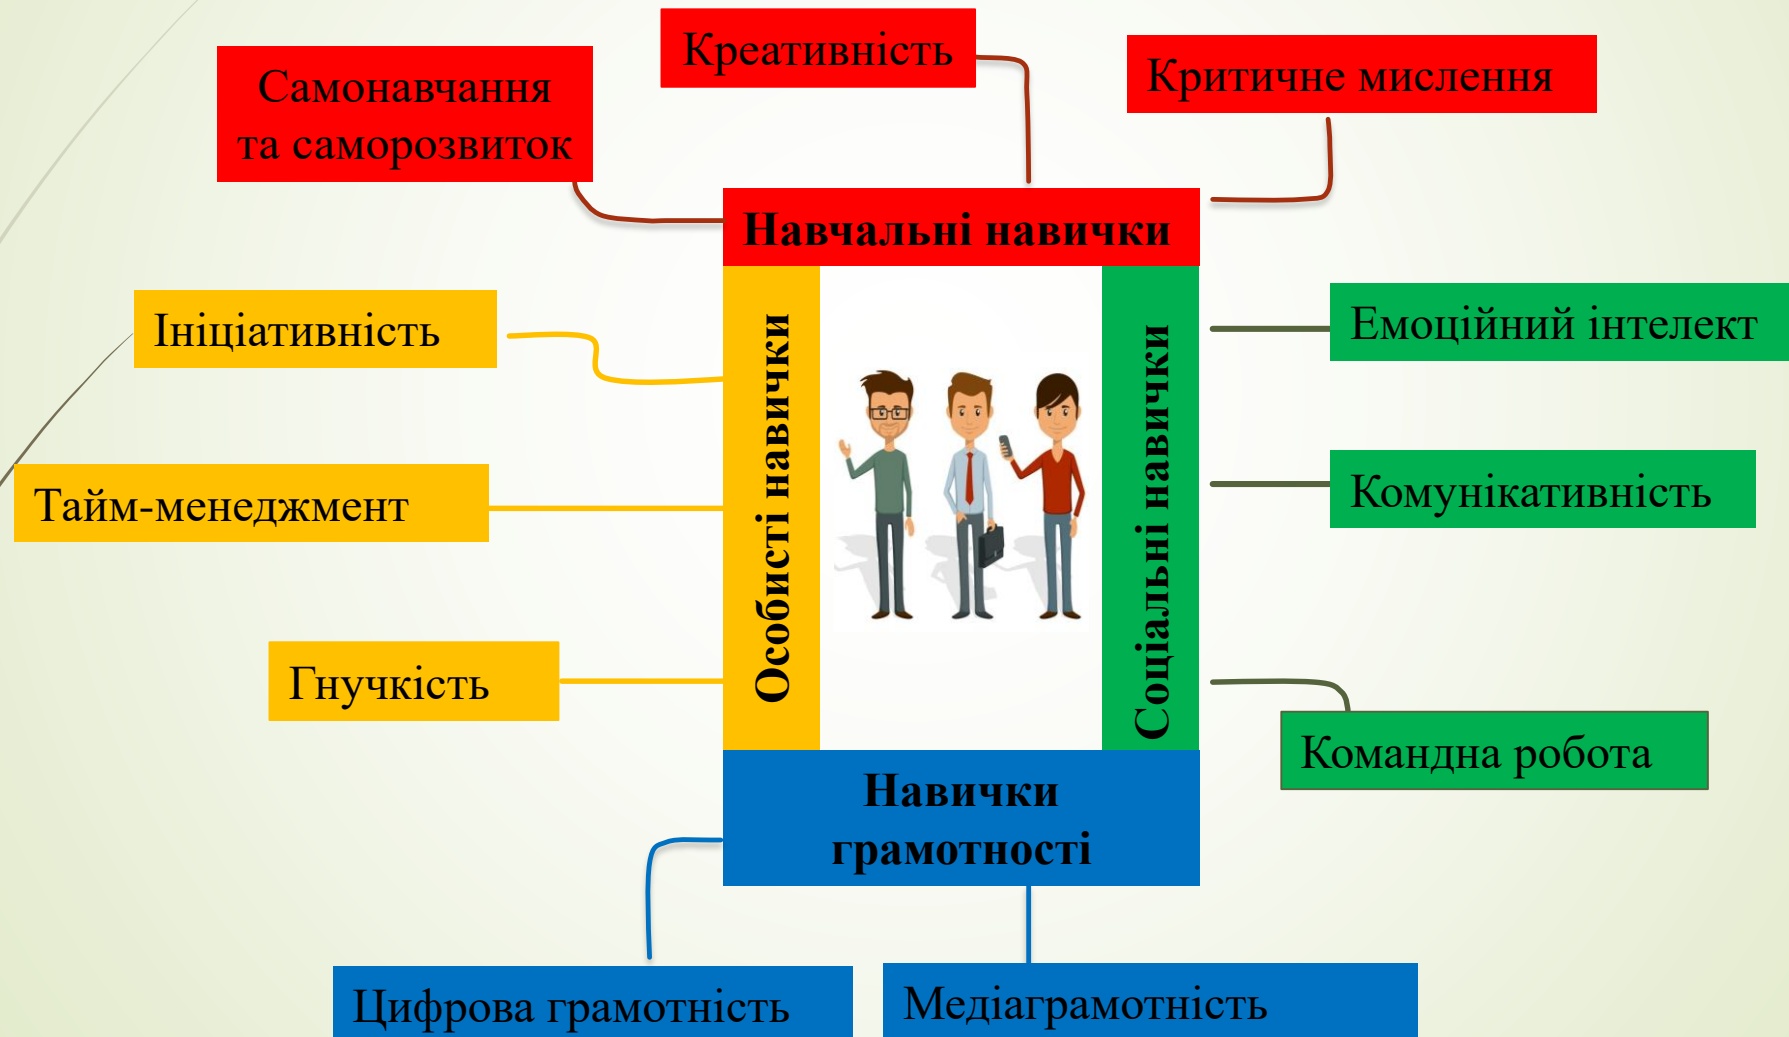 Креативність
Самонавчання
та саморозвиток
Критичне мислення
Навчальні навички
Ініціативність
Тайм-менеджмент
Гнучкість
Особисті навички
Соціальні навички
Емоційний інтелект
Комунікативність
Командна робота
Навички
грамотності
Цифрова грамотність
Медіаграмотність